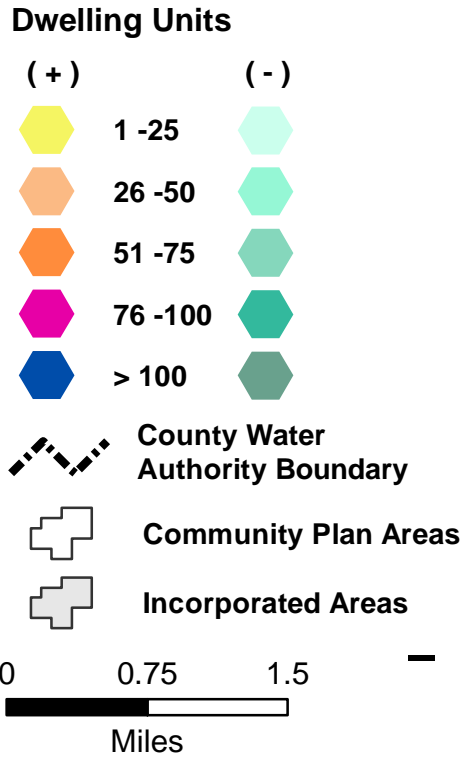 Dwelling Units
( + ) ( - )
1 -25
26 -50
51 -75
76 -100
> 100
County Water
Authority Boundary
Community Plan Areas
Incorporated Areas
0 0.75 1.5
Miles